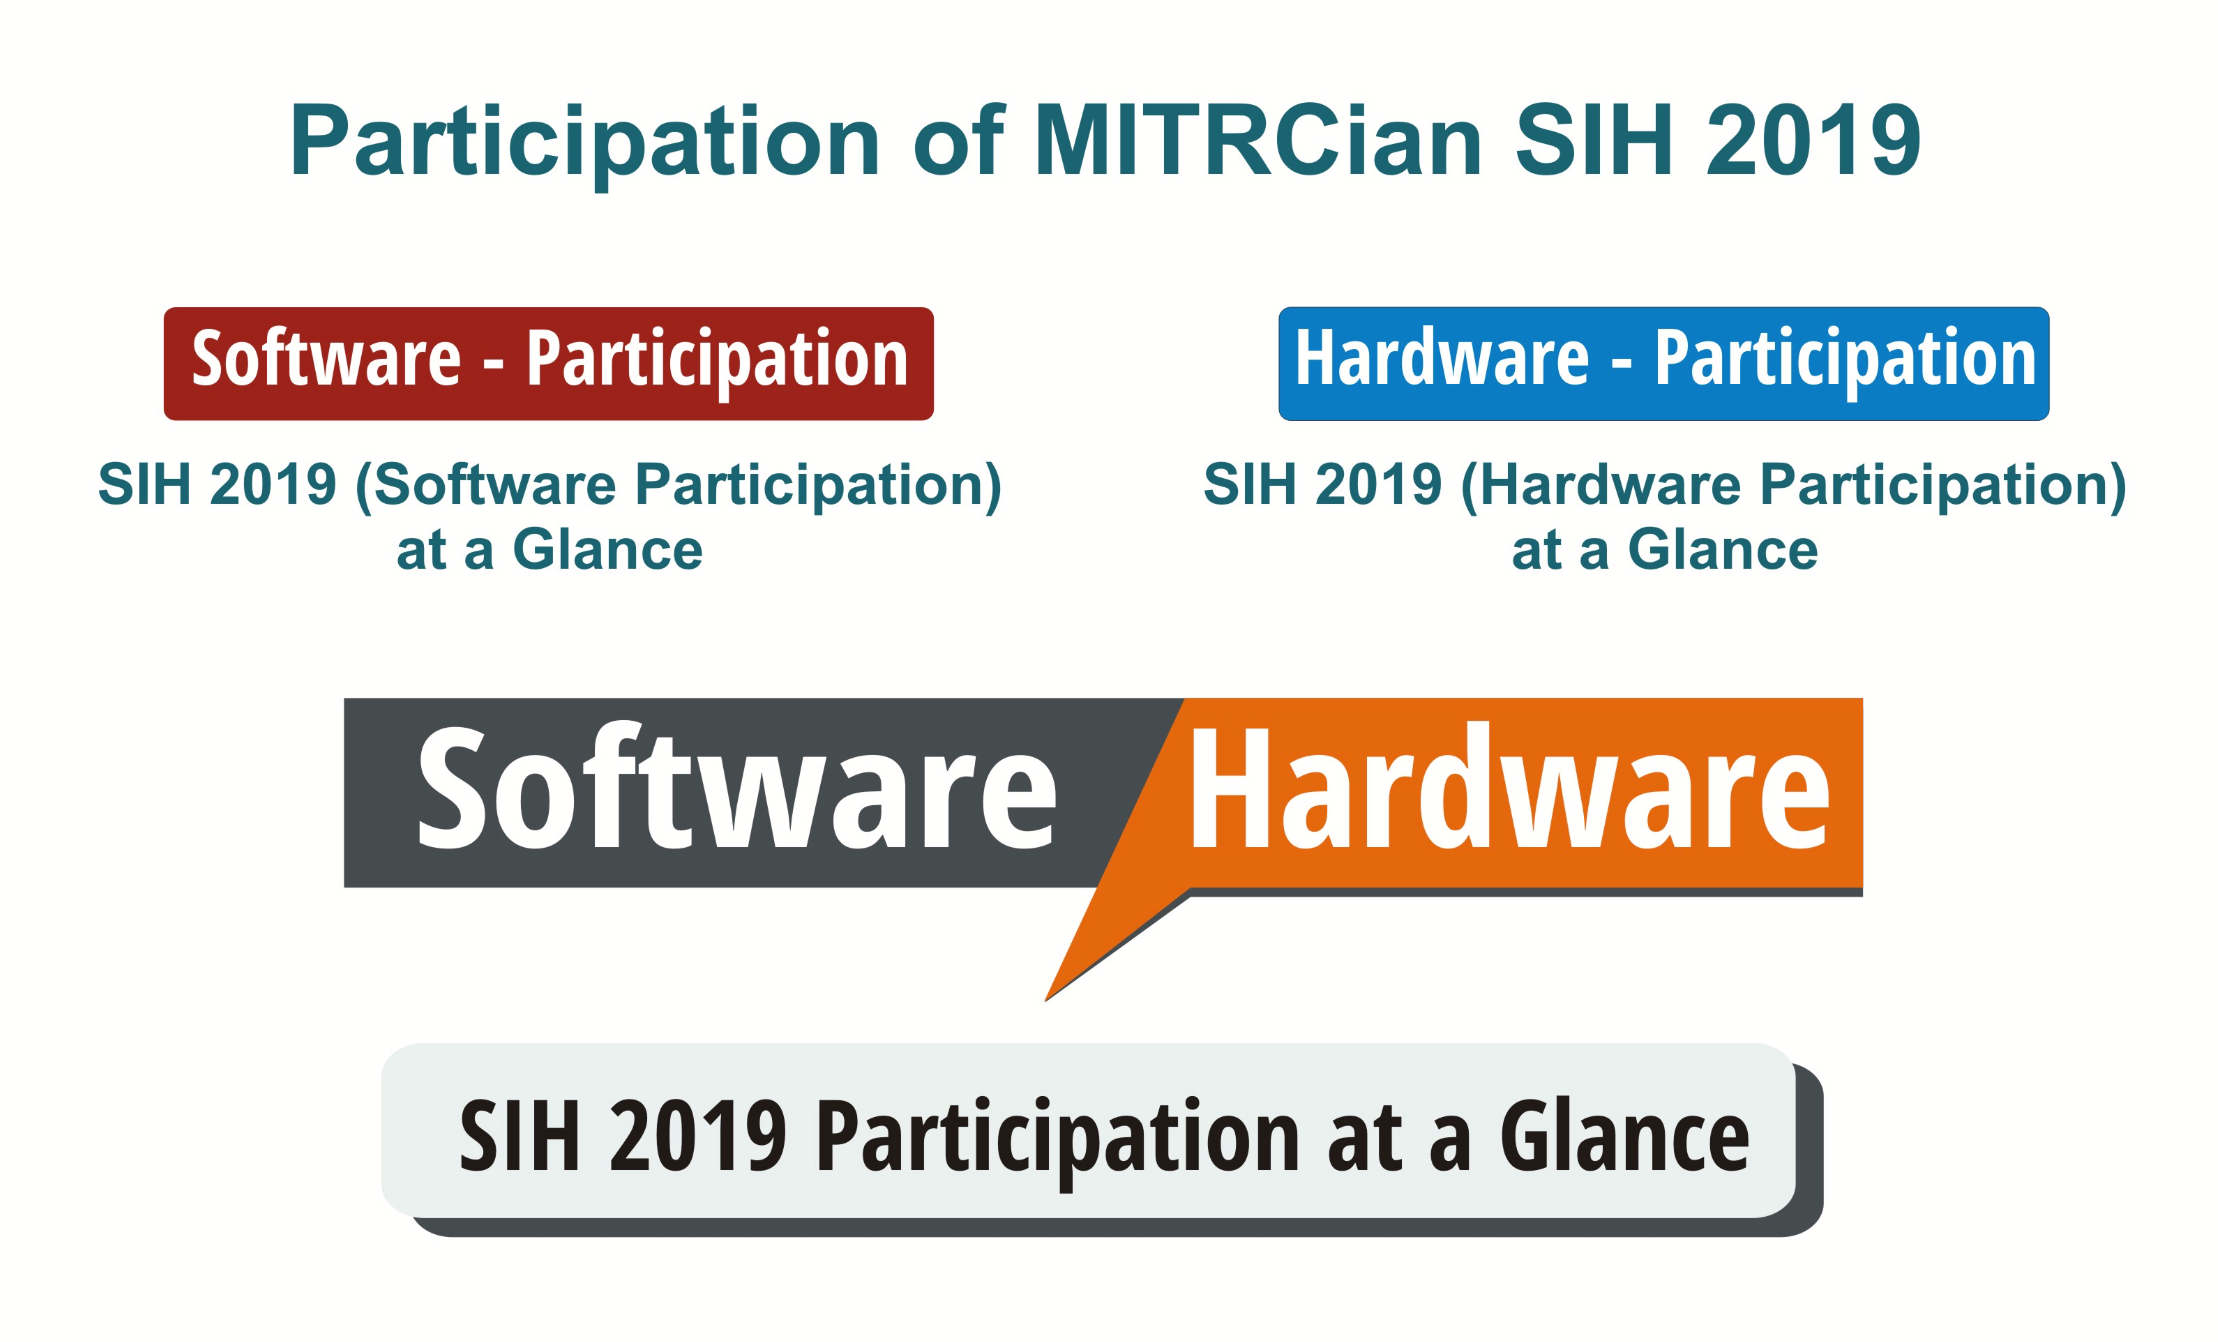 Participation of MITRCian SIH 2019
Software - Participation
SIH 2019 (Software Participation)
at a Glance
Hardware - Participation
SIH 2019 (Hardware Participation)
at a Glance
Software Hardware
SIH 2019 Participation at a Glance